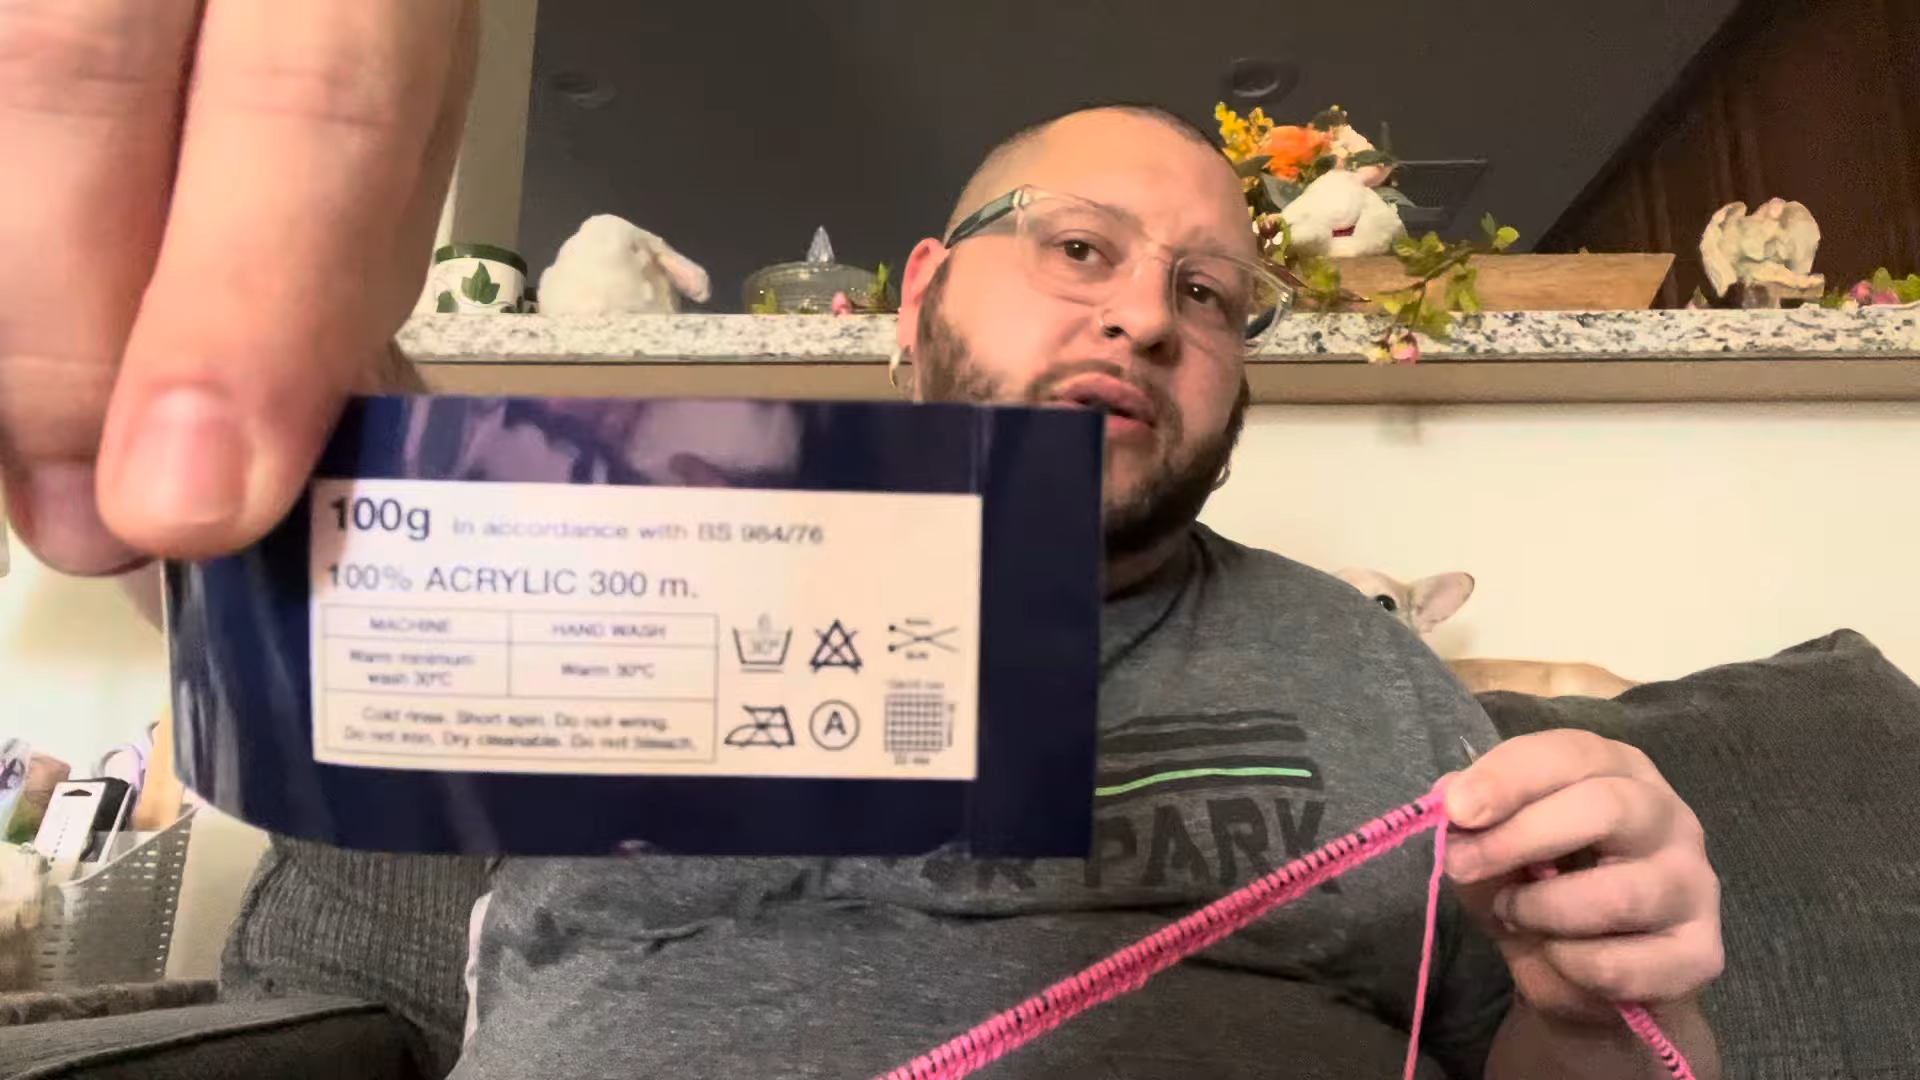 100g In accordance with BS 984/76
100% ACRYLIC 300 m.
MACHINE HAND WASH
Warm minimum wash 30°C
Warm 30°C
Cold rinse. Short spin. Do not wring.
Do not iron. Dry cleanable. Do not bleach.
30°
A
PARK